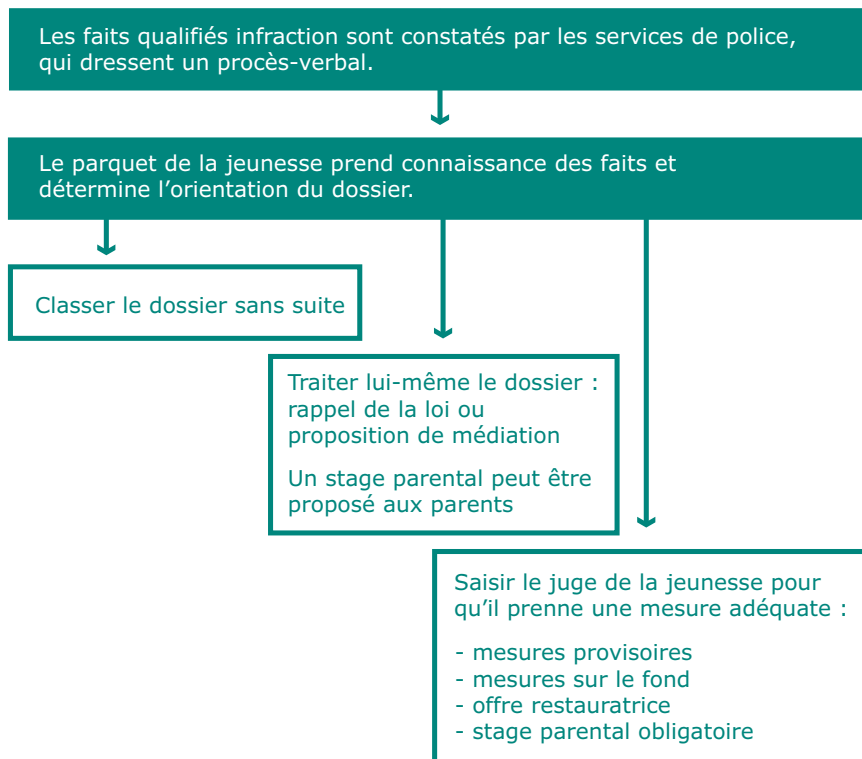 Les faits qualifiés infraction sont constatés par les services de police,
qui dressent un procès-verbal.
Le parquet de la jeunesse prend connaissance des faits et
détermine l’orientation du dossier.
Classer le dossier sans suite
Traiter lui-même le dossier :
rappel de la loi ou
proposition de médiation
Un stage parental peut être
proposé aux parents
Saisir le juge de la jeunesse pour
qu’il prenne une mesure adéquate :
- mesures provisoires
- mesures sur le fond
- offre restauratrice
- stage parental obligatoire